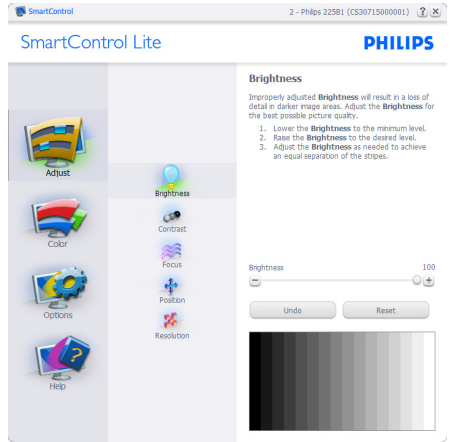 SmartControl
2 - Philips 225B1 (CS30715000001)
?
SmartControl Lite
PHILIPS
Adjust
Color
Options
Help
Brightness
Contrast
Focus
Position
Resolution
Brightness
Improperly adjusted Brightness will result in a loss of
detail in darker image areas. Adjust the Brightness for
the best possible picture quality.
1. Lower the Brightness to the minimum level.
2. Raise the Brightness to the desired level.
3. Adjust the Brightness as needed to achieve
an equal separation of the stripes.
Brightness 100
Undo Reset